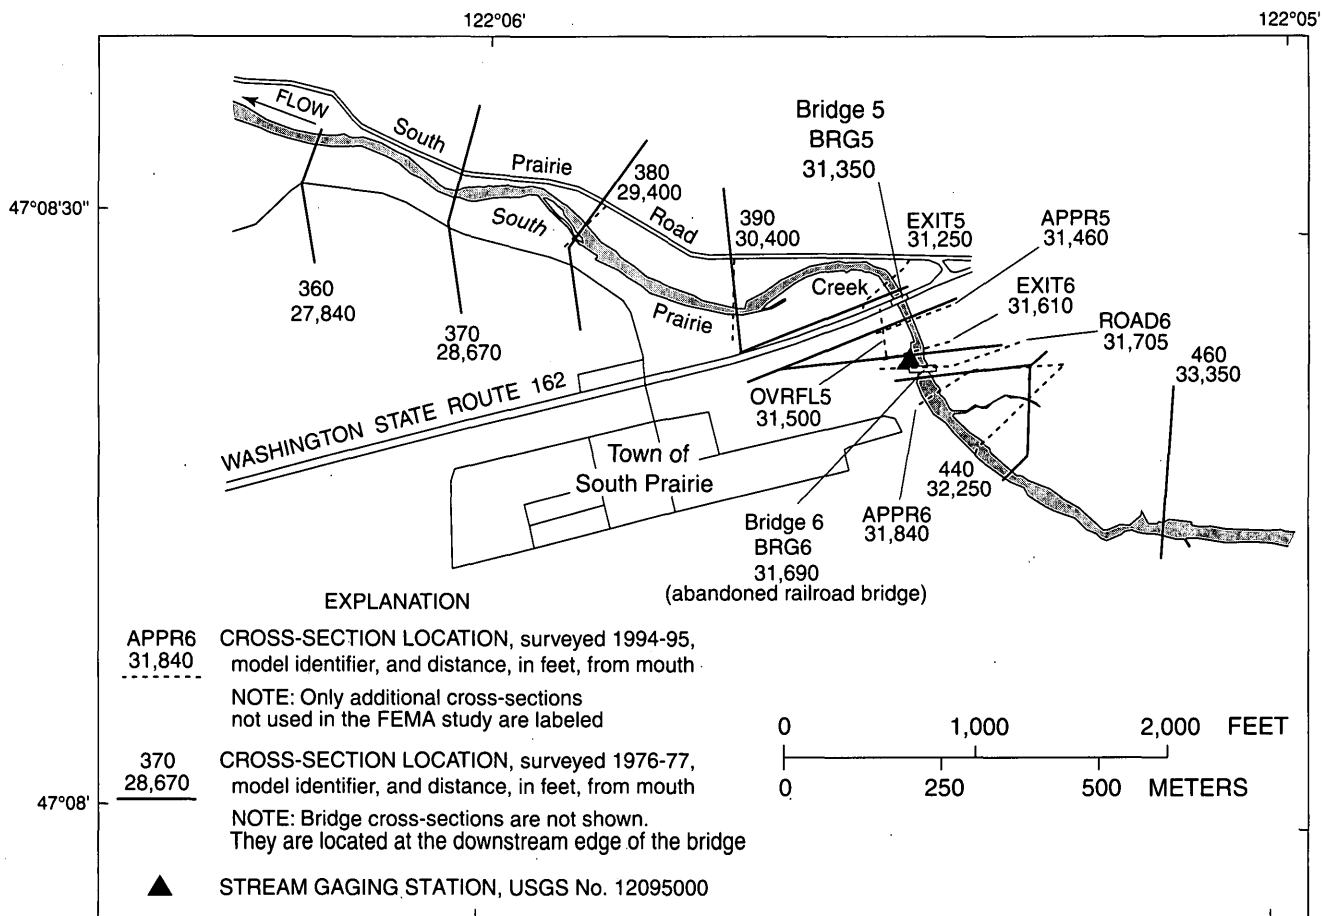 122°06'
122°05'
FLOW
South
Prairie
Road
380
29,400
Bridge 5
BRG5
31,350
47°08'30"
South
390
30,400
EXIT5
31,250
APPR5
31,460
360
27,840
Creek
EXIT6
31,610
Prairie
370
28,670
ROAD6
31,705
460
33,350
WASHINGTON STATE ROUTE 162
OVRFL5
31,500
Town of
South Prairie
440
32,250
Bridge 6
BRG6
31,690
(abandoned railroad bridge)
APPR6
31,840
EXPLANATION
APPR6
31,840
CROSS-SECTION LOCATION, surveyed 1994-95,
model identifier, and distance, in feet, from mouth
NOTE: Only additional cross-sections
not used in the FEMA study are labeled
370
28,670
CROSS-SECTION LOCATION, surveyed 1976-77,
model identifier, and distance, in feet, from mouth
NOTE: Bridge cross-sections are not shown.
They are located at the downstream edge of the bridge
STREAM GAGING STATION, USGS No. 12095000
0 1,000 2,000 FEET
0 250 500 METERS
47°08'